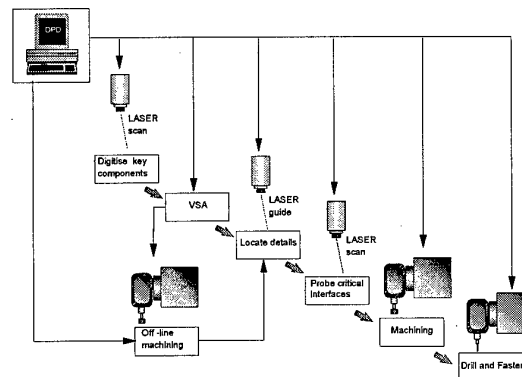 DPD
LASER
scan
Digitise key
components
VSA
LASER
guide
Locate details
LASER
scan
Probe critical
Interfaces
Off -line
machining
Machining
Drill and Fasten